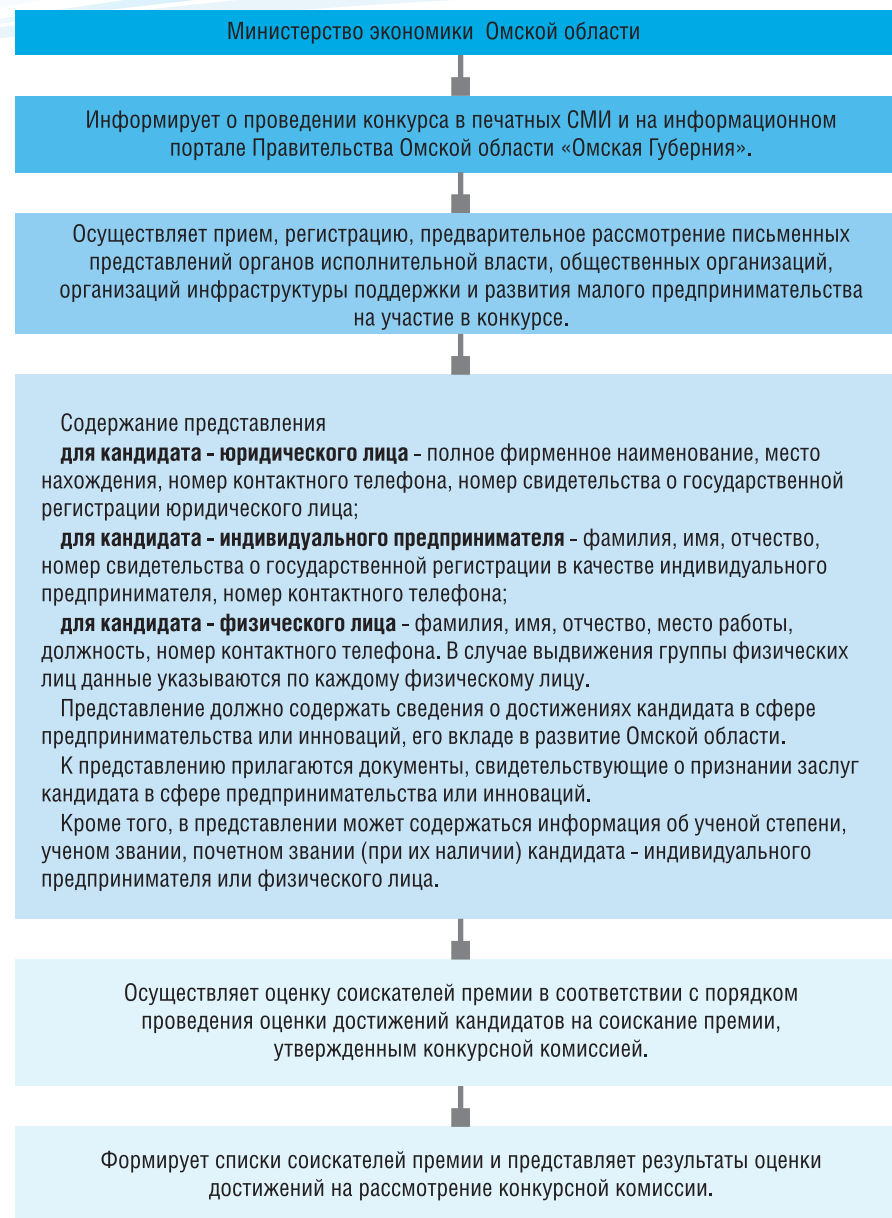 Министерство экономики Омской области
Информирует о проведении конкурса в печатных СМИ и на информационном
портале Правительства Омской области «Омская Губерния».
Осуществляет прием, регистрацию, предварительное рассмотрение письменных
представлений органов исполнительной власти, общественных организаций,
организаций инфраструктуры поддержки и развития малого предпринимательства
на участие в конкурсе.
Содержание представления
для кандидата - юридического лица - полное фирменное наименование, место
нахождения, номер контактного телефона, номер свидетельства о государственной
регистрации юридического лица;
для кандидата - индивидуального предпринимателя - фамилия, имя, отчество,
номер свидетельства о государственной регистрации в качестве индивидуального
предпринимателя, номер контактного телефона;
для кандидата - физического лица - фамилия, имя, отчество, место работы,
должность, номер контактного телефона. В случае выдвижения группы физических
лиц данные указываются по каждому физическому лицу.
Представление должно содержать сведения о достижениях кандидата в сфере
предпринимательства или инноваций, его вкладе в развитие Омской области.
К представлению прилагаются документы, свидетельствующие о признании заслуг
кандидата в сфере предпринимательства или инноваций.
Кроме того, в представлении может содержаться информация об ученой степени,
ученом звании, почетном звании (при их наличии) кандидата - индивидуального
предпринимателя или физического лица.
Осуществляет оценку соискателей премии в соответствии с порядком
проведения оценки достижений кандидатов на соискание премии,
утвержденным конкурсной комиссией.
Формирует списки соискателей премии и представляет результаты оценки
достижений на рассмотрение конкурсной комиссии.